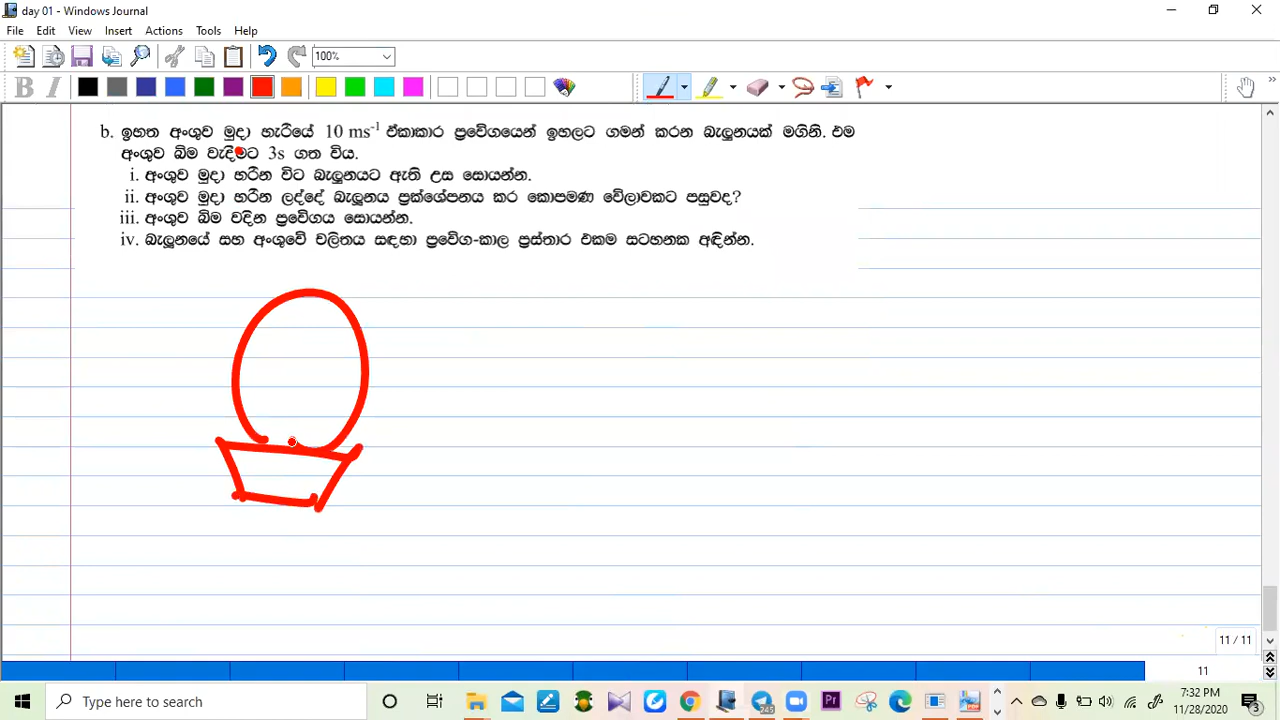 day 01 - Windows Journal
File Edit View Insert Actions Tools Help
100%
B I
b. ඉහත අංශුව මුදා හැරියේ 10 ms⁻¹ ඒකාකාර ප්‍රවේගයෙන් ඉහලට ගමන් කරන බැලුනයක් මගිනි. එම
අංශුව බිම වැදීමට 3s ගත විය.
i. අංශුව මුදා හරින විට බැලූනයට ඇති උස සොයන්න.
ii. අංශුව මුදා හරින ලද්දේ බැලූනය ප්‍රක්ශේපනය කර කොපමණ වේලාවකට පසුවද?
iii. අංශුව බිම වදින ප්‍රවේගය සොයන්න.
iv. බැලූනයේ සහ අංශුවේ චලිතය සඳහා ප්‍රවේග-කාල ප්‍රස්තාර එකම සටහනක අඳින්න.
11 / 11
11
Type here to search
245
Pr
7:32 PM
11/28/2020
3